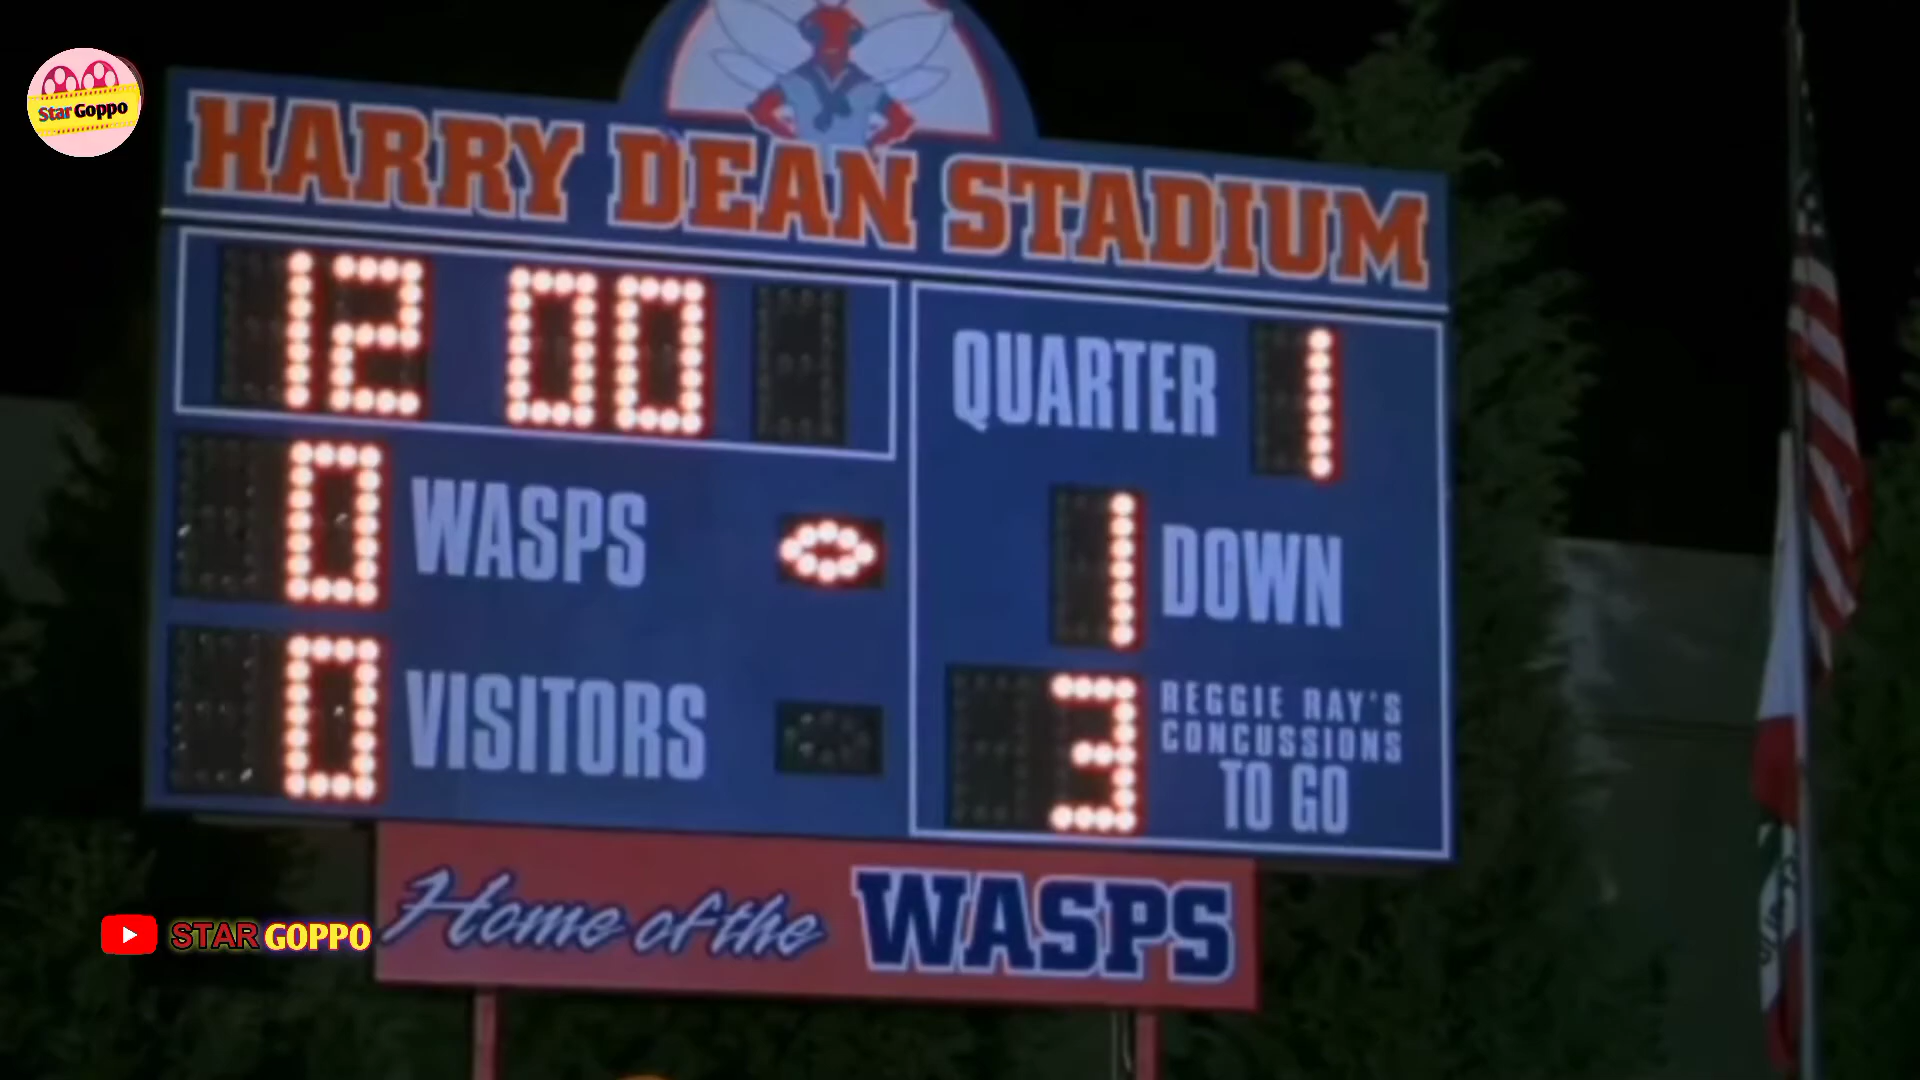 Star Goppo
HARRY DEAN STADIUM
12 00
QUARTER 1
0 WASPS
1 DOWN
0 VISITORS
3 REGGIE RAY'S
CONCUSSIONS
TO GO
Home of the WASPS
STAR GOPPO